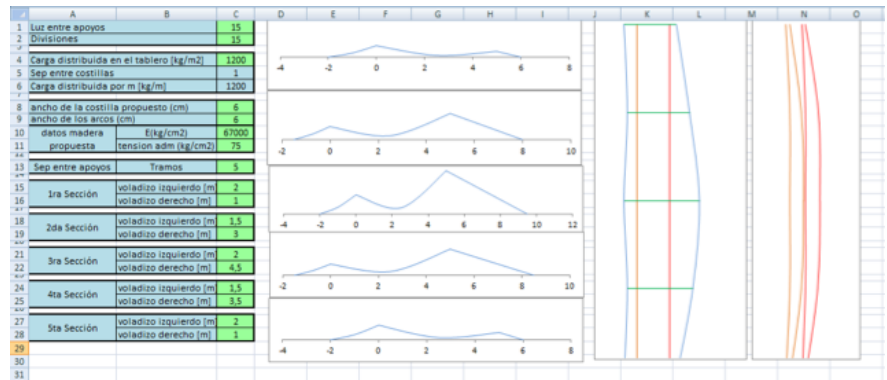 A B C D E F G H I J K L M N O
1 Luz entre apoyos 15
2 Divisiones 15
3
4 Carga distribuida en el tablero [kg/m2] 1200
5 Sep entre costillas 1
6 Carga distribuida por m [kg/m] 1200
7
8 ancho de la costilla propuesto (cm) 6
9 ancho de los arcos (cm) 6
10 datos madera E(kg/cm2) 67000
11 propuesta tension adm (kg/cm2) 75
12
13 Sep entre apoyos Tramos 5
14
15 voladizo izquierdo [m 2
1ra Sección
16 voladizo derecho [m] 1
17
18 voladizo izquierdo [m 1,5
2da Sección
19 voladizo derecho [m] 3
20
21 voladizo izquierdo [m 2
3ra Sección
22 voladizo derecho [m] 4,5
23
24 voladizo izquierdo [m 1,5
4ta Sección
25 voladizo derecho [m] 3,5
26
27 voladizo izquierdo [m 2
5ta Sección
28 voladizo derecho [m] 1
29
30
31
-4 -2 0 2 4 6 8
-2 0 2 4 6 8 10
-4 -2 0 2 4 6 8 10 12
-2 0 2 4 6 8 10
-4 -2 0 2 4 6 8